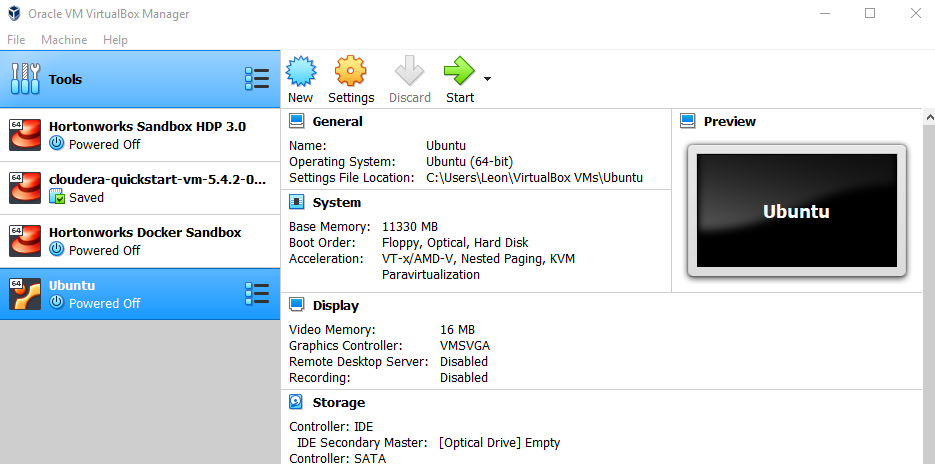 Oracle VM VirtualBox Manager
File Machine Help
Tools
New Settings Discard Start
64
Hortonworks Sandbox HDP 3.0
Powered Off
64
cloudera-quickstart-vm-5.4.2-0...
Saved
64
Hortonworks Docker Sandbox
Powered Off
64
Ubuntu
Powered Off
General
Name: Ubuntu
Operating System: Ubuntu (64-bit)
Settings File Location: C:\Users\Leon\VirtualBox VMs\Ubuntu
System
Base Memory: 11330 MB
Boot Order: Floppy, Optical, Hard Disk
Acceleration: VT-x/AMD-V, Nested Paging, KVM
Paravirtualization
Preview
Ubuntu
Display
Video Memory: 16 MB
Graphics Controller: VMSVGA
Remote Desktop Server: Disabled
Recording: Disabled
Storage
Controller: IDE
IDE Secondary Master: [Optical Drive] Empty
Controller: SATA